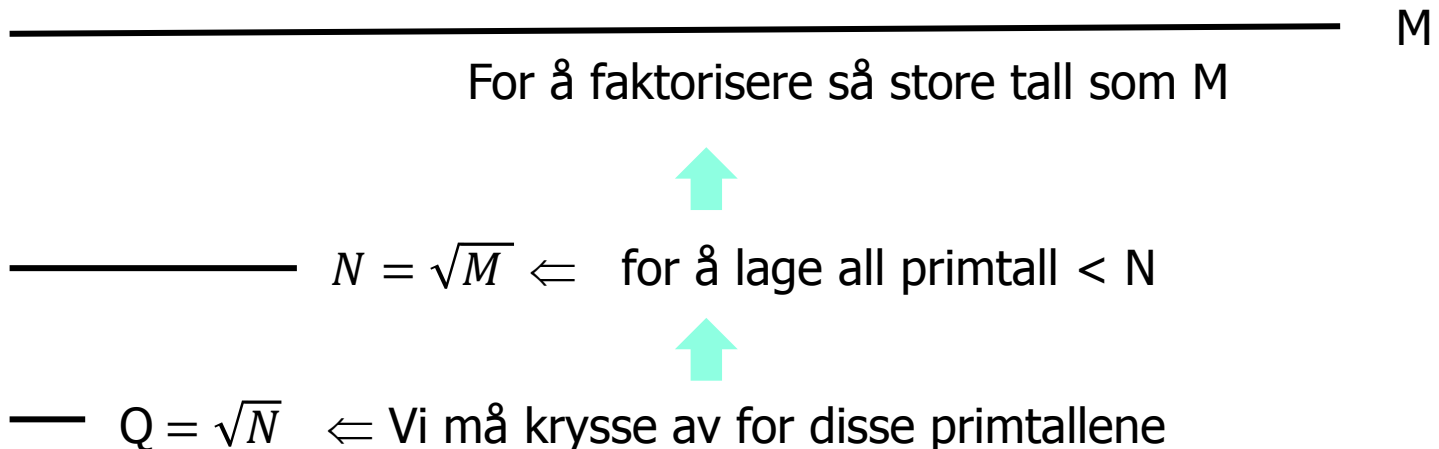 M
For å faktorisere så store tall som M
N = √M ⇐ for å lage all primtall < N
Q = √N ⇐ Vi må krysse av for disse primtallene